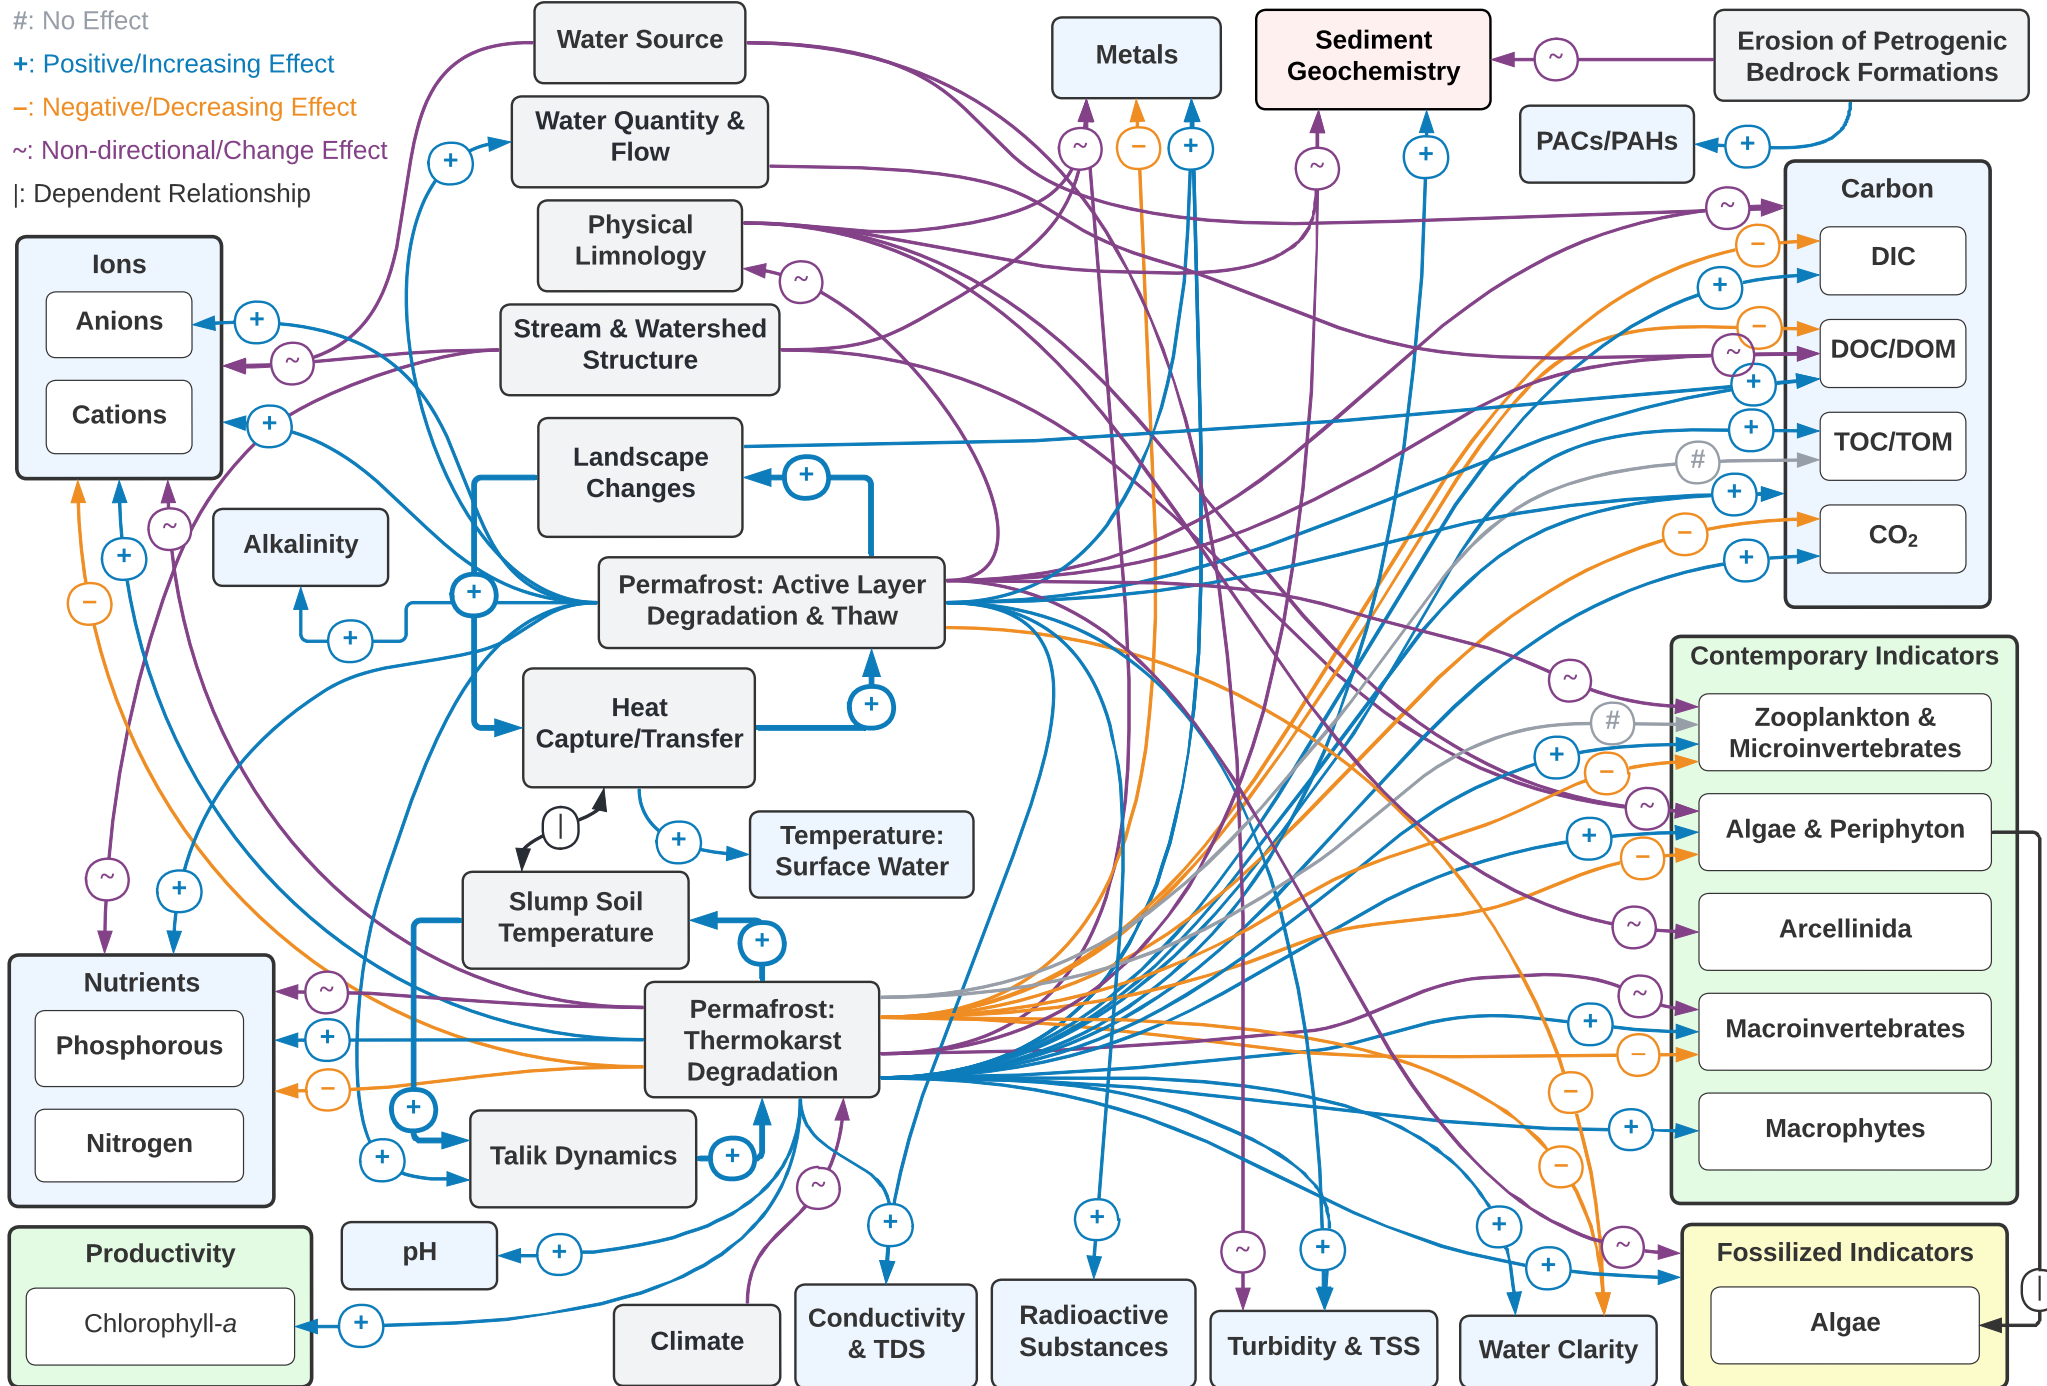 #: No Effect
+: Positive/Increasing Effect
–: Negative/Decreasing Effect
~: Non-directional/Change Effect
|: Dependent Relationship
Water Source
Water Quantity &
Flow
Physical
Limnology
Stream & Watershed
Structure
Landscape
Changes
Permafrost: Active Layer
Degradation & Thaw
Heat
Capture/Transfer
Temperature:
Surface Water
Slump Soil
Temperature
Permafrost:
Thermokarst
Degradation
Talik Dynamics
Climate
Metals
Sediment
Geochemistry
Erosion of Petrogenic
Bedrock Formations
PACs/PAHs
Carbon
DIC
DOC/DOM
TOC/TOM
CO₂
Ions
Anions
Cations
Alkalinity
Nutrients
Phosphorous
Nitrogen
Productivity
Chlorophyll-a
pH
Conductivity
& TDS
Radioactive
Substances
Turbidity & TSS
Water Clarity
Contemporary Indicators
Zooplankton &
Microinvertebrates
Algae & Periphyton
Arcellinida
Macroinvertebrates
Macrophytes
Fossilized Indicators
Algae